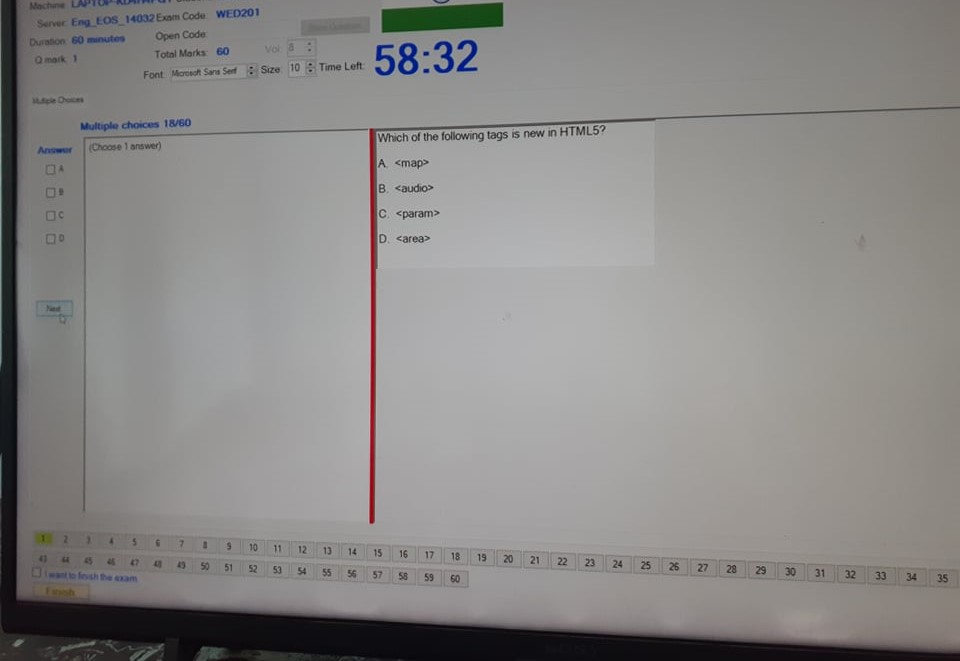 Machine: LAPTOP-
Server: Eng_EOS_14032 Exam Code: WED201
Duration: 60 minutes Open Code:
Q mark: 1 Total Marks: 60 Vol: 8
Font: Microsoft Sans Serif Size: 10 Time Left: 58:32
Multiple Choices
Multiple choices 18/60
Answer
(Choose 1 answer)
A
B
C
D
Next
Which of the following tags is new in HTML5?
A. <map>
B. <audio>
C. <param>
D. <area>
1 2 3 4 5 6 7 8 9 10 11 12 13 14 15 16 17 18 19 20 21 22 23 24 25 26 27 28 29 30 31 32 33 34 35
43 44 45 46 47 48 49 50 51 52 53 54 55 56 57 58 59 60
I want to finish the exam
Finish